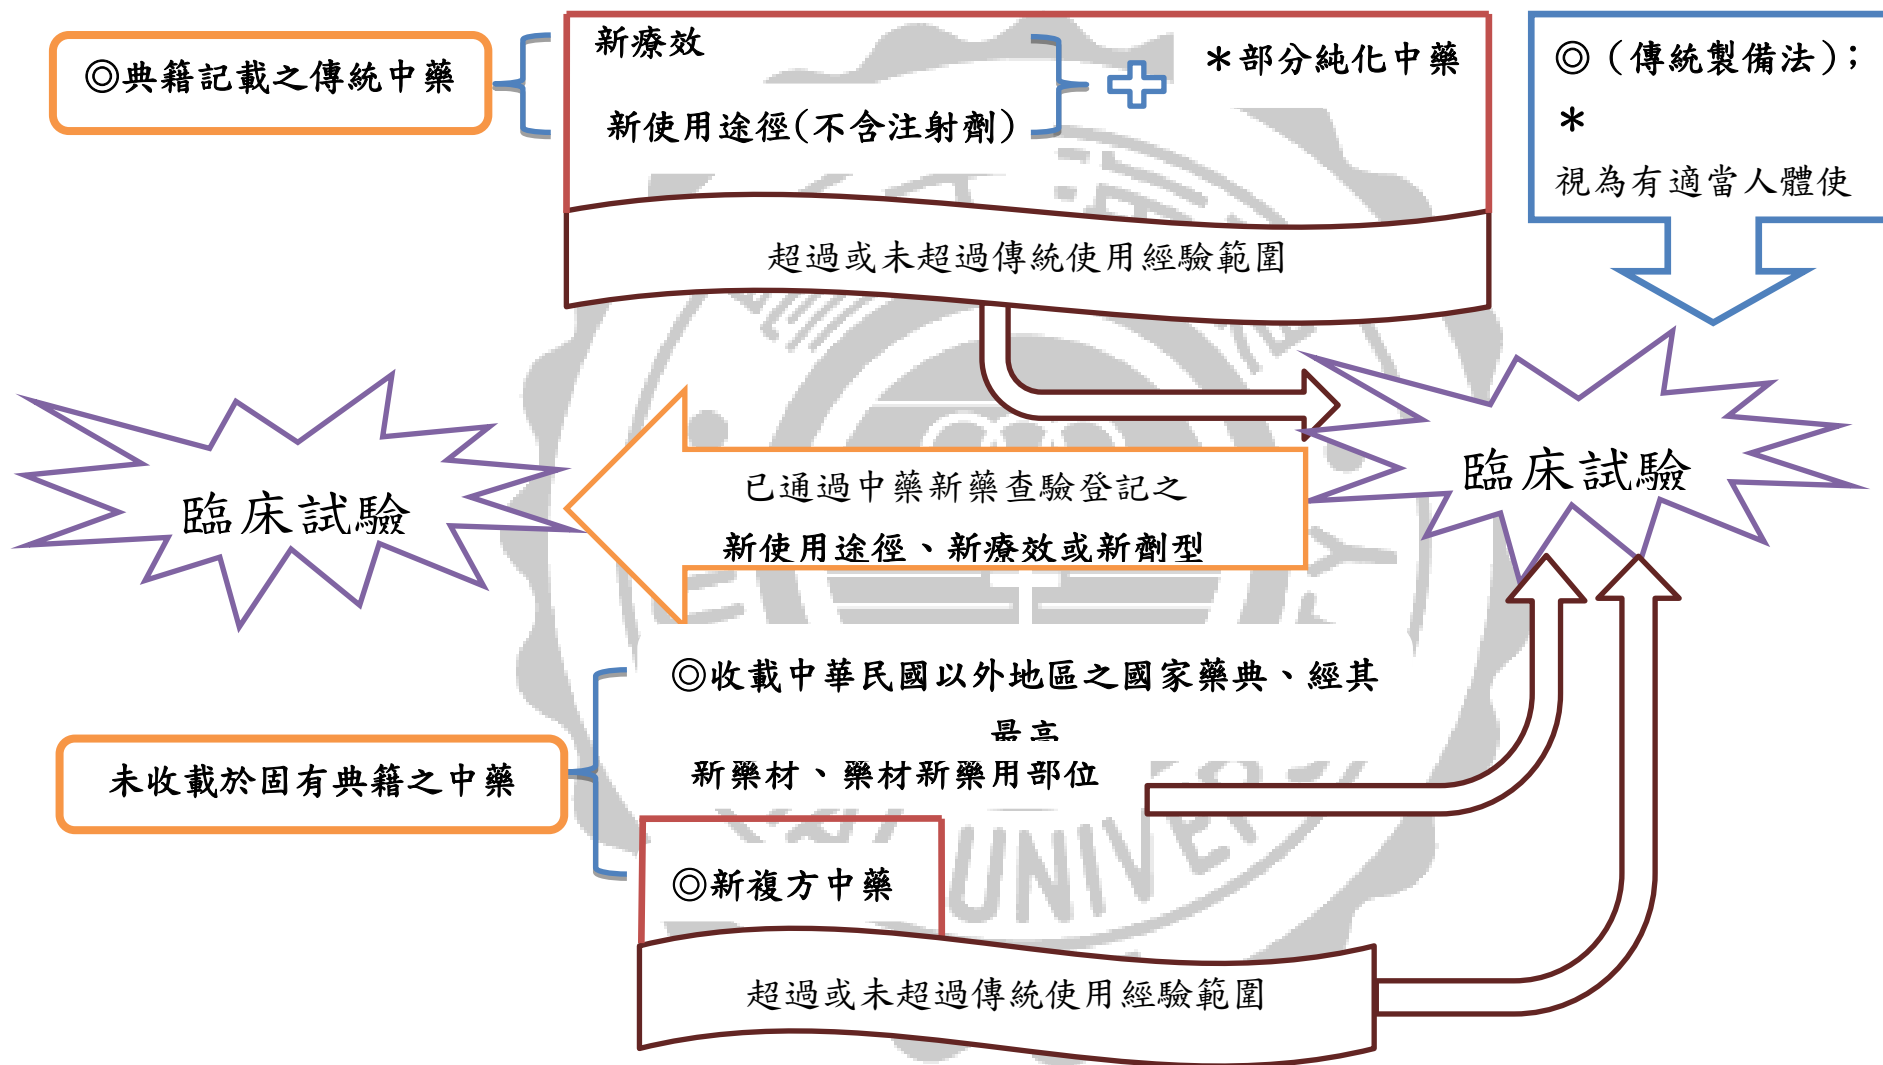 ◎典籍記載之傳統中藥
新療效
新使用途徑(不含注射劑)
＊部分純化中藥
◎（傳統製備法）；
＊
視為有適當人體使
超過或未超過傳統使用經驗範圍
臨床試驗
已通過中藥新藥查驗登記之
新使用途徑、新療效或新劑型
臨床試驗
◎收載中華民國以外地區之國家藥典、經其
最高
新藥材、藥材新藥用部位
未收載於固有典籍之中藥
◎新複方中藥
超過或未超過傳統使用經驗範圍
UNIVER